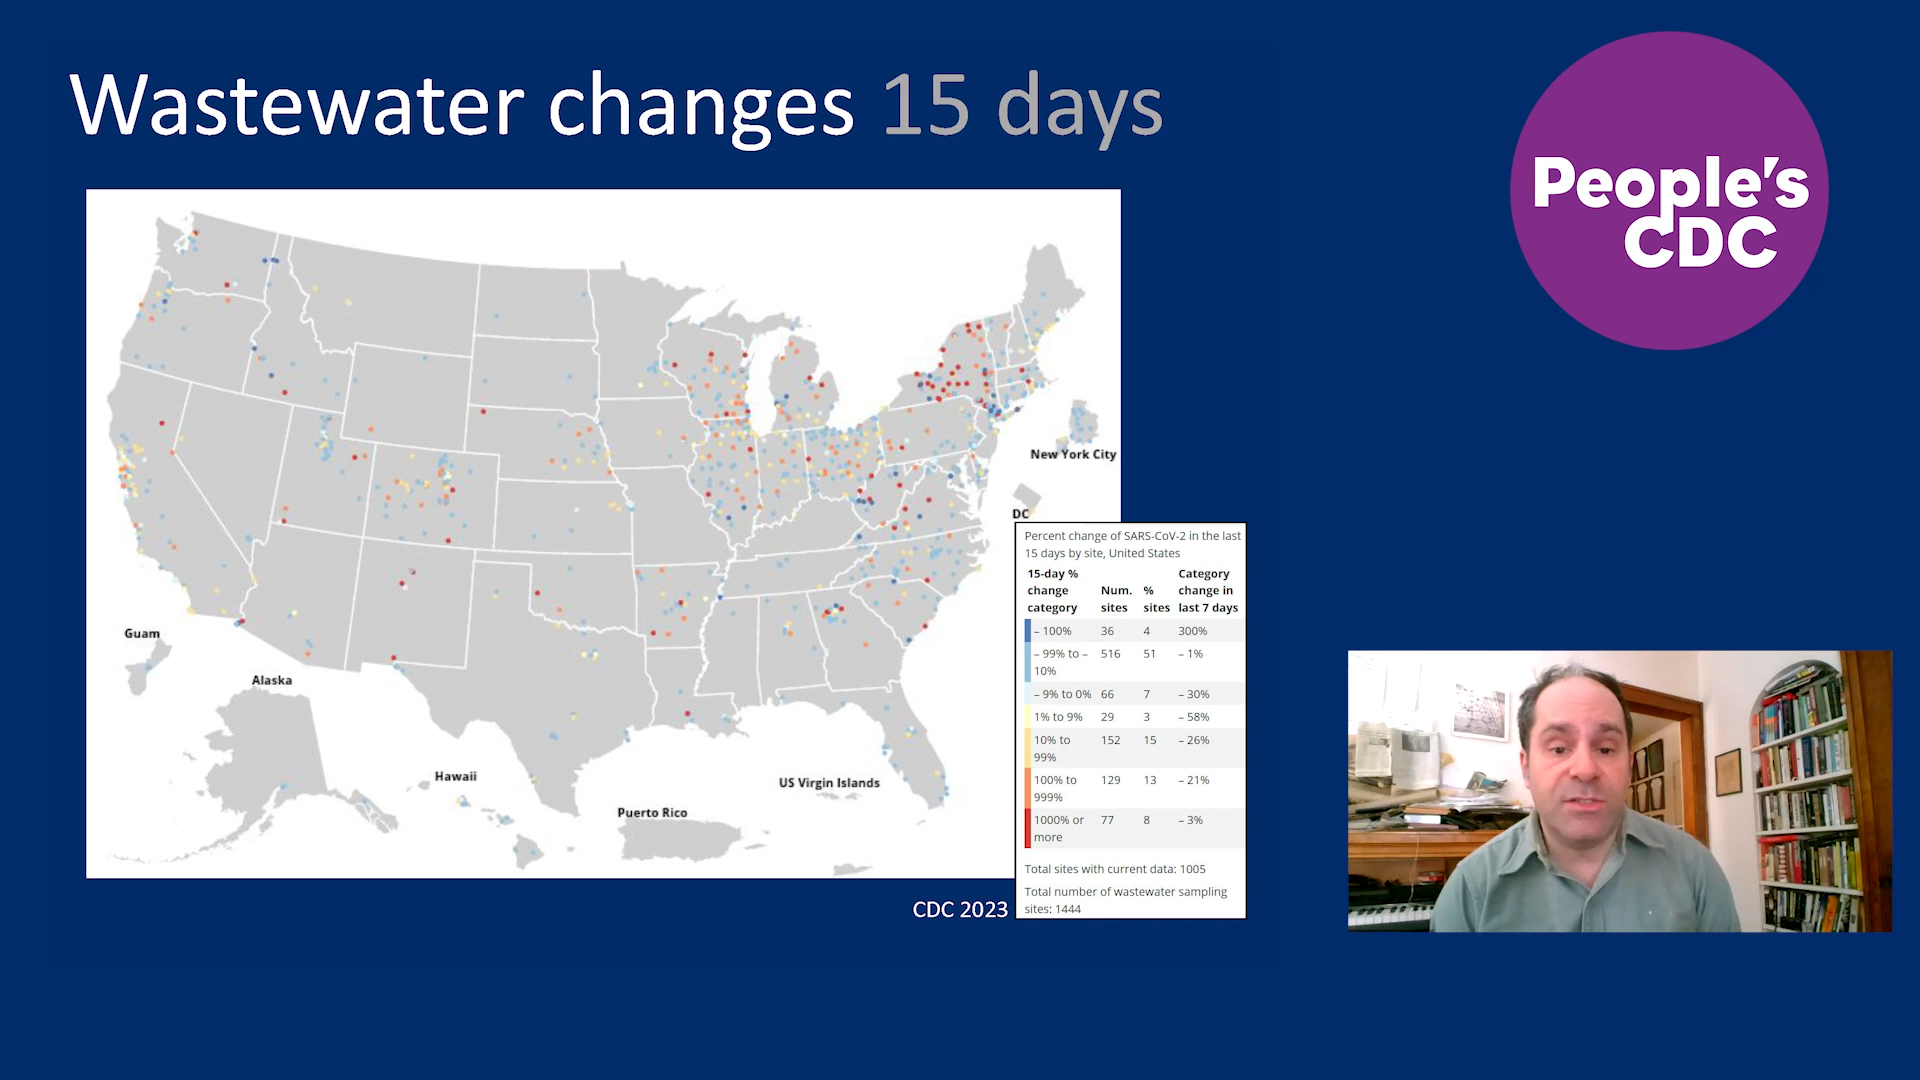 Wastewater changes 15 days
People's
CDC
New York City
DC
Guam
Alaska
Hawaii
Puerto Rico
US Virgin Islands
Percent change of SARS-CoV-2 in the last
15 days by site, United States
15-day %
change
category
Num.
sites
%
sites
Category
change in
last 7 days
– 100% 36 4 300%
– 99% to – 516 51 – 1%
10%
– 9% to 0% 66 7 – 30%
1% to 9% 29 3 – 58%
10% to 152 15 – 26%
99%
100% to 129 13 – 21%
999%
1000% or 77 8 – 3%
more
Total sites with current data: 1005
Total number of wastewater sampling
sites: 1444
CDC 2023